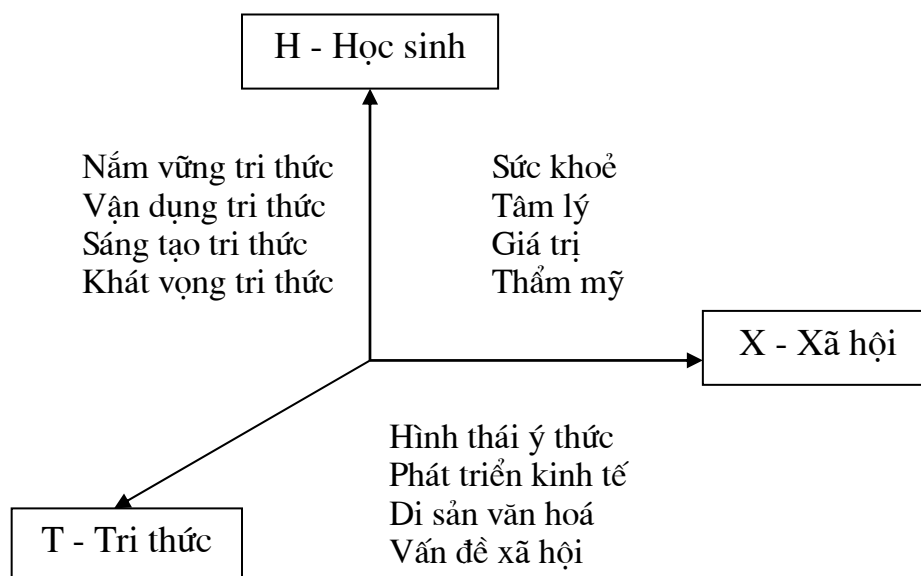 H - Học sinh
Nắm vững tri thức
Vận dụng tri thức
Sáng tạo tri thức
Khát vọng tri thức
Sức khoẻ
Tâm lý
Giá trị
Thẩm mỹ
X - Xã hội
Hình thái ý thức
Phát triển kinh tế
Di sản văn hoá
Vấn đề xã hội
T - Tri thức